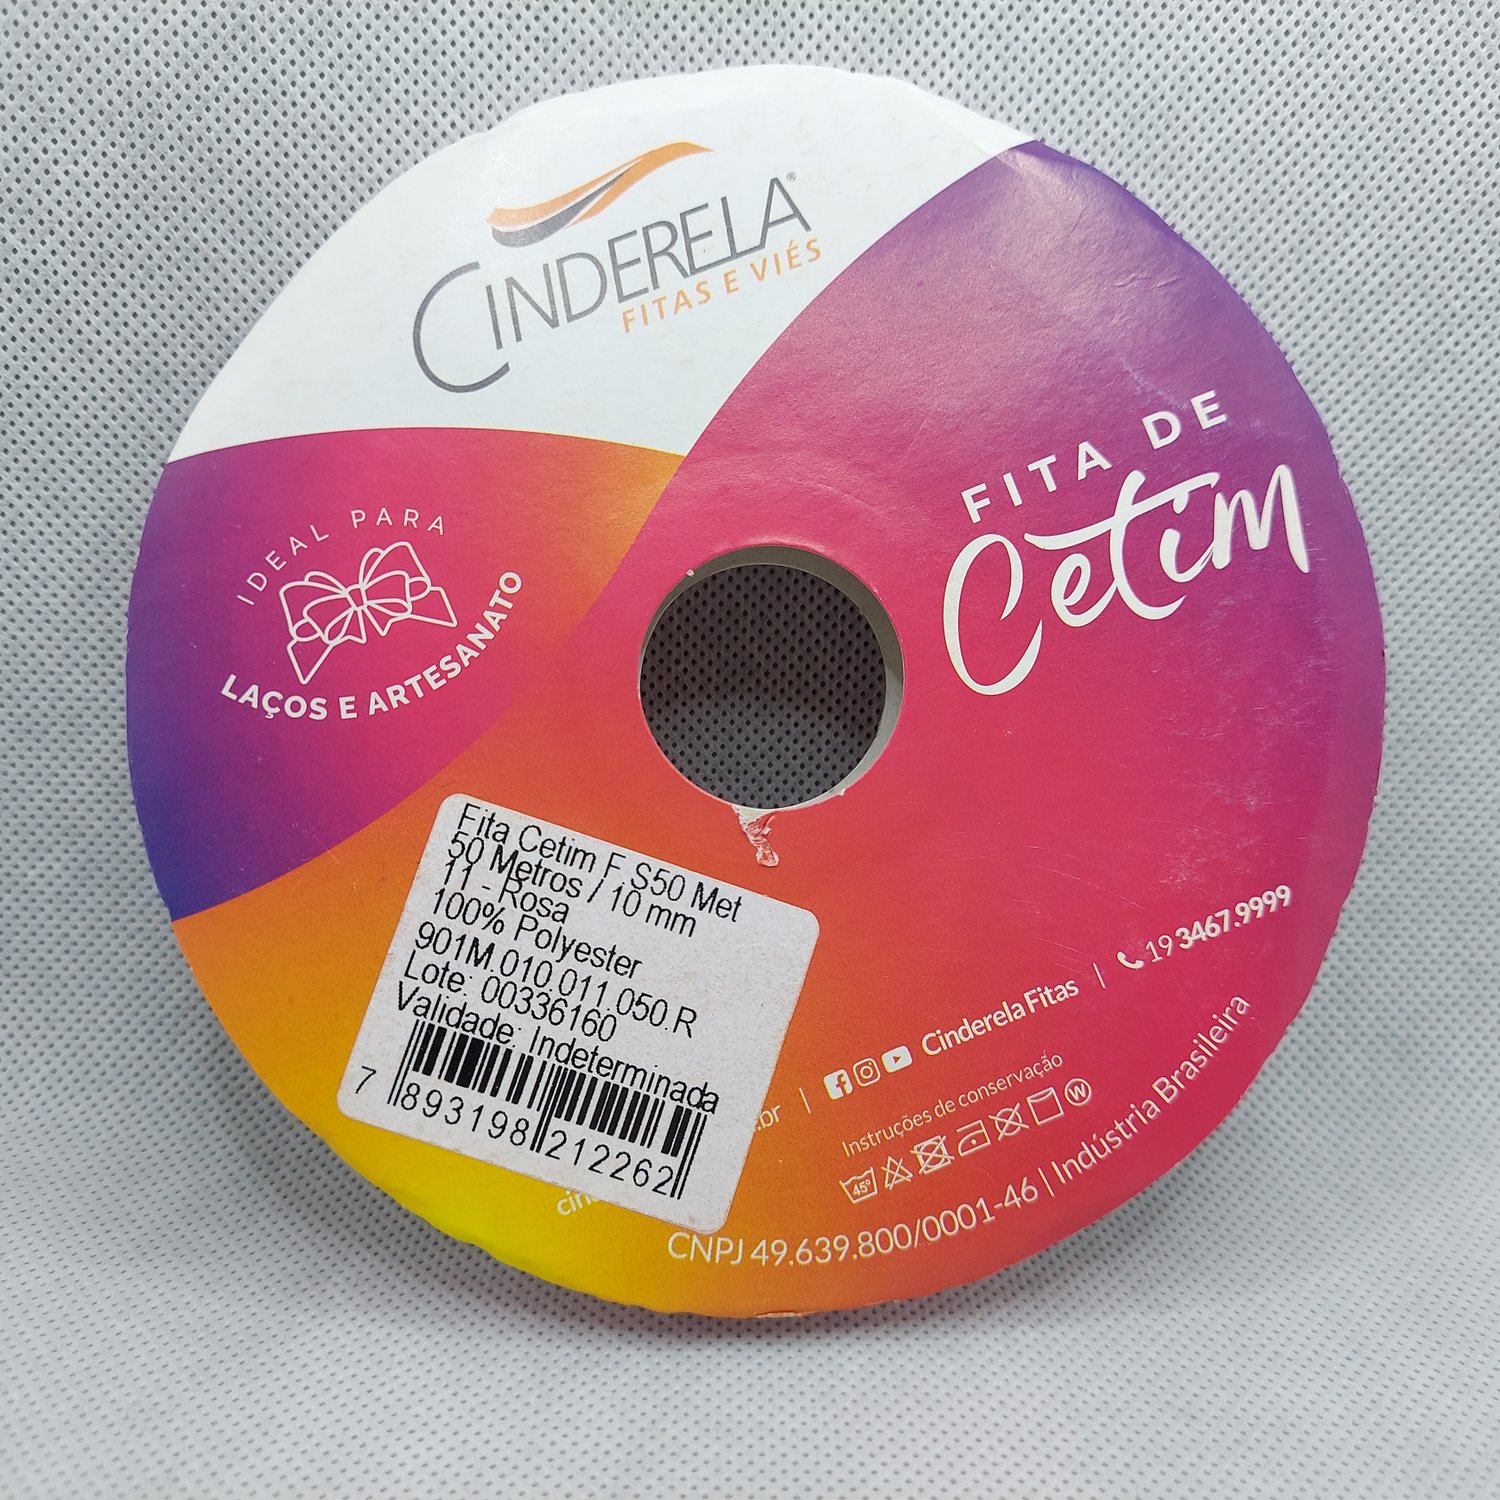 CINDERELA®
FITAS E VIÉS
FITA DE
Cetim
IDEAL PARA
LAÇOS E ARTESANATO
Fita Cetim F S50 Met
50 Metros / 10 mm
11 - Rosa
100% Polyester
901M.010.011.050.R
Lote: 00336160
Validade: Indeterminada
7 893198 212262
.br | Cinderela Fitas | 19 3467.9999
Instruções de conservação
45° W
CNPJ 49.639.800/0001-46 | Indústria Brasileira